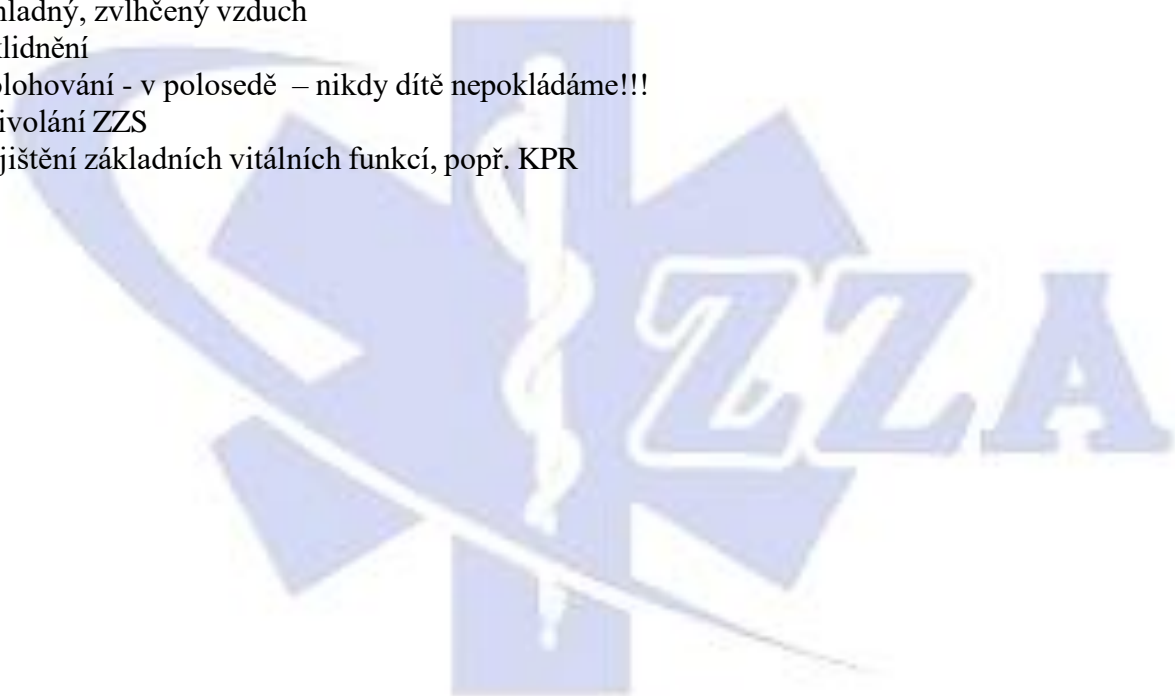 hladný, zvlhčený vzduch
klidnění
olohování - v polosedě – nikdy dítě nepokládáme!!!
ivolání ZZS
jištění základních vitálních funkcí, popř. KPR
ZZA